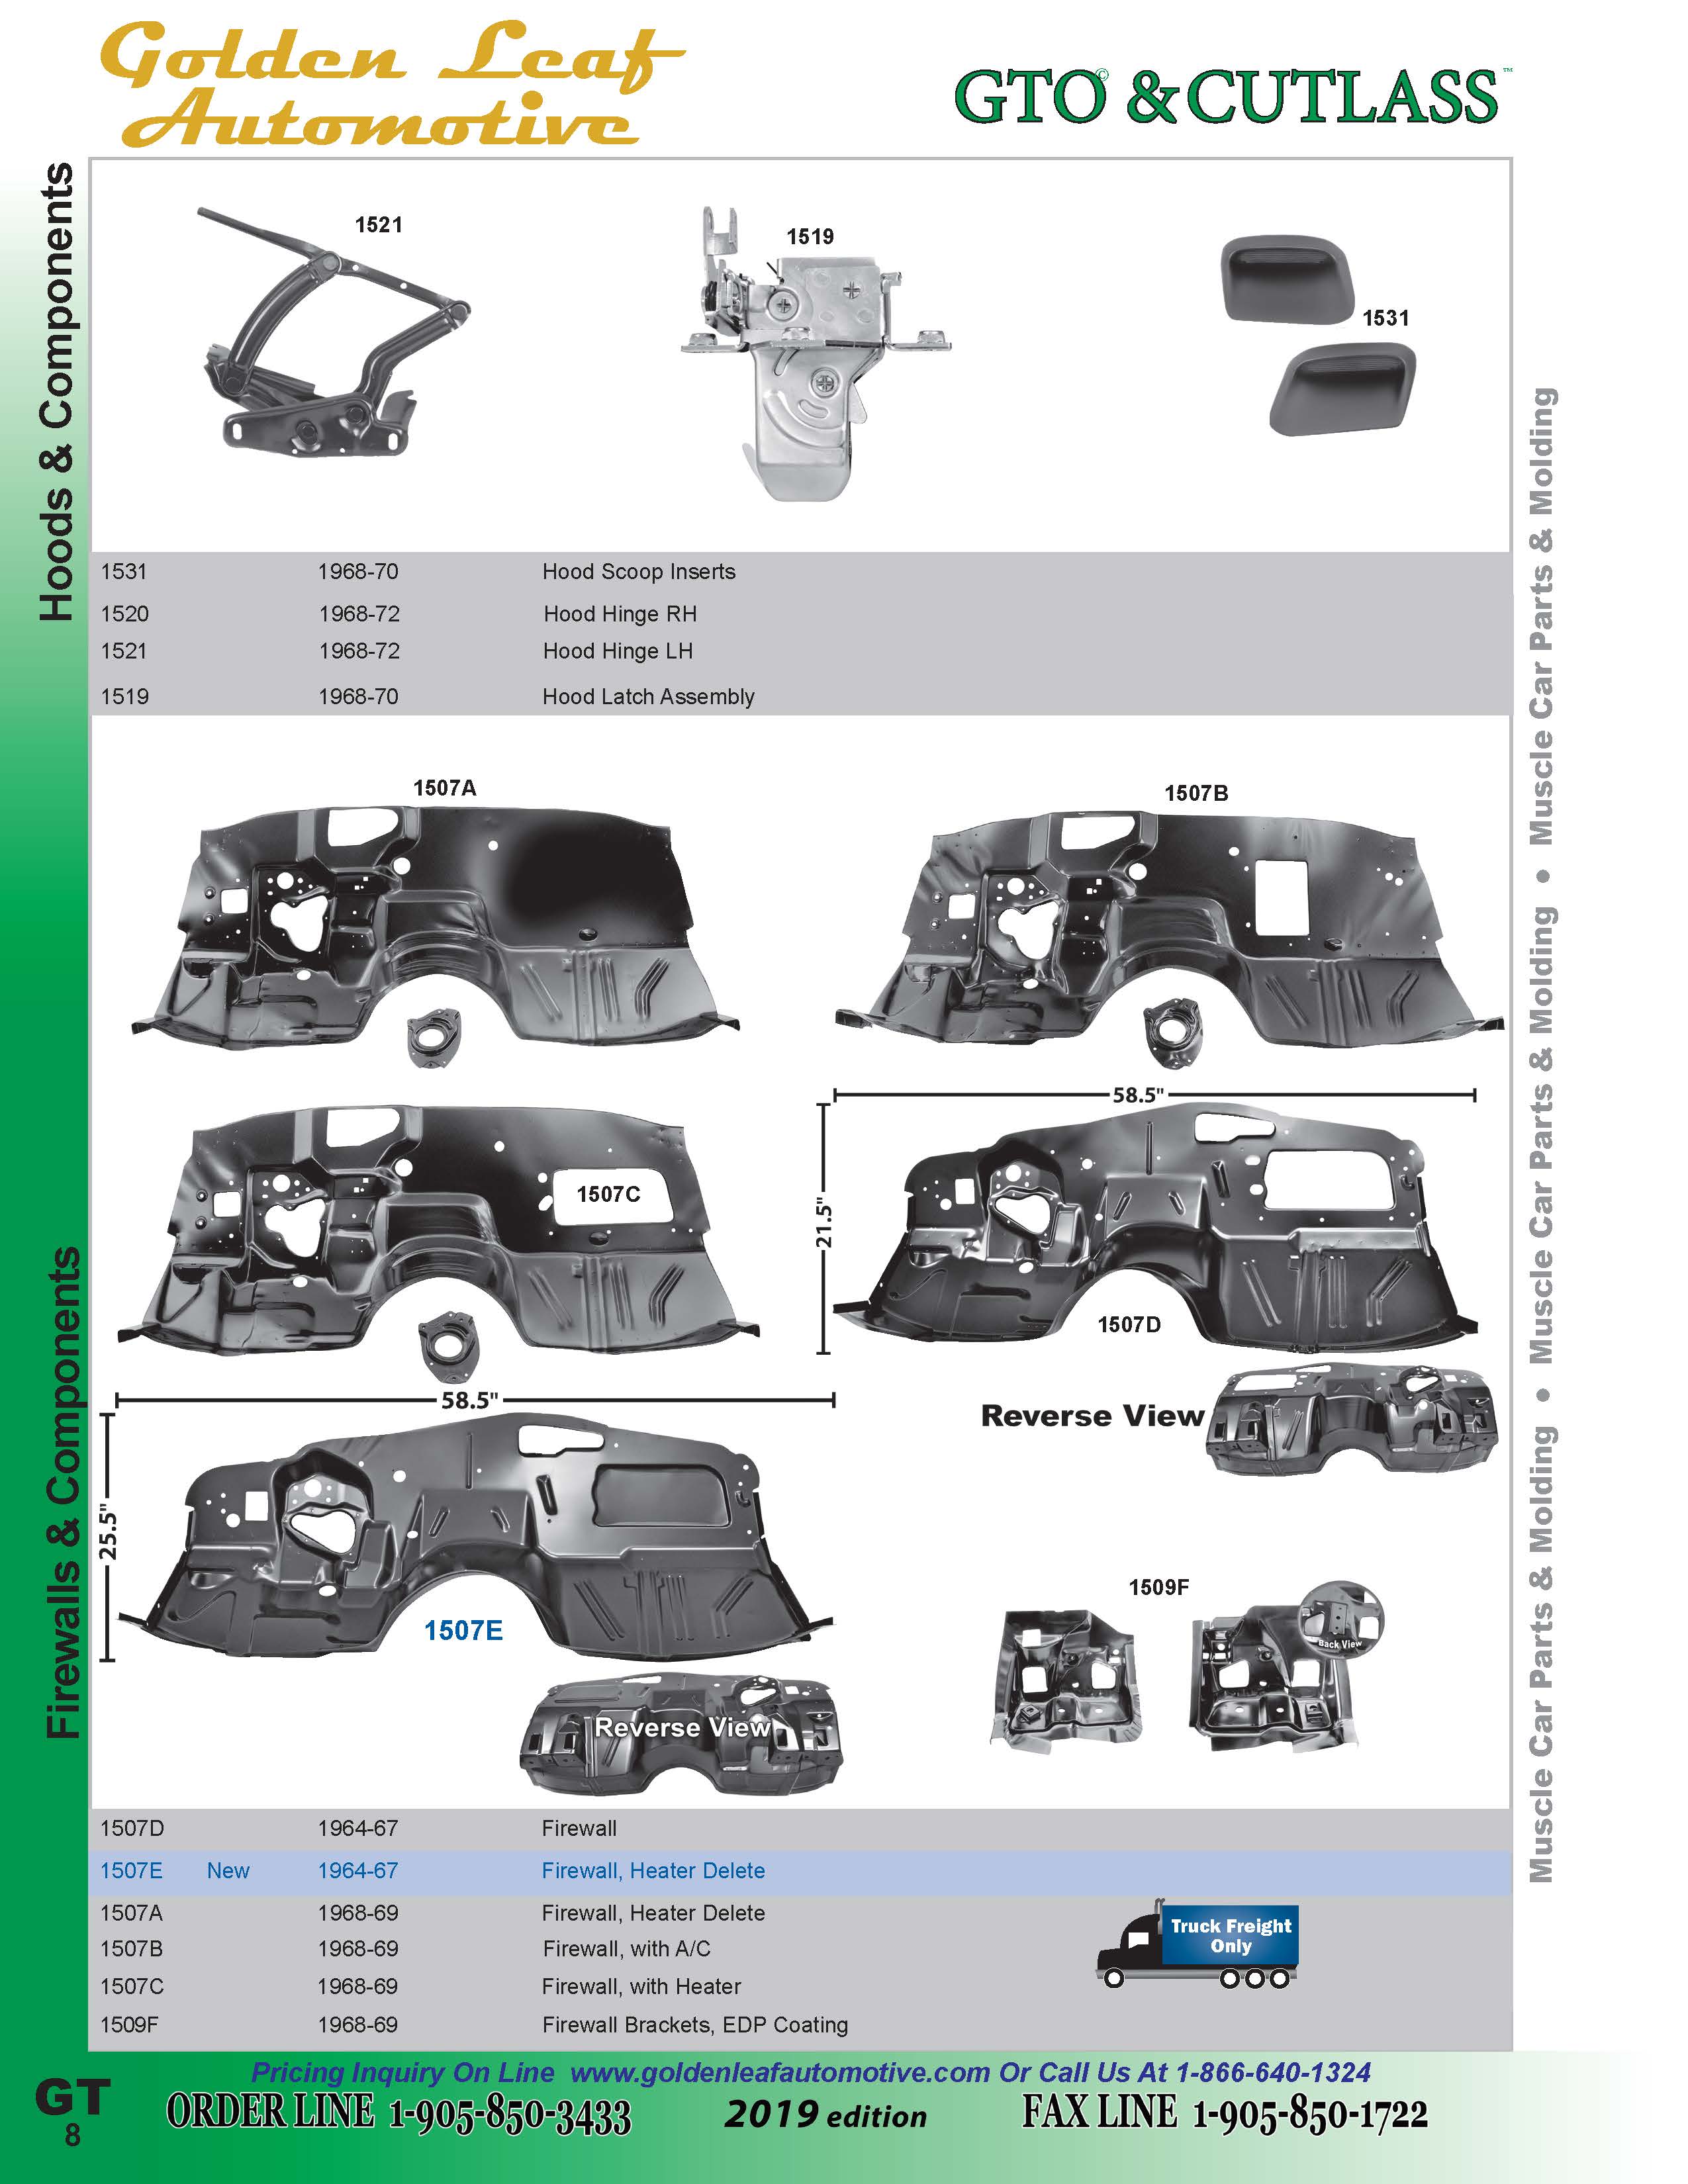 Golden Leaf
Automotive
GTO© & CUTLASS™
Hoods & Components
1521
1519
1531
1531 1968-70 Hood Scoop Inserts
1520 1968-72 Hood Hinge RH
1521 1968-72 Hood Hinge LH
1519 1968-70 Hood Latch Assembly
Firewalls & Components
1507A
1507B
1507C
58.5"
21.5"
1507D
Reverse View
58.5"
25.5"
1507E
Reverse View
1509F
Back View
1507D 1964-67 Firewall
1507E New 1964-67 Firewall, Heater Delete
1507A 1968-69 Firewall, Heater Delete
1507B 1968-69 Firewall, with A/C
1507C 1968-69 Firewall, with Heater
1509F 1968-69 Firewall Brackets, EDP Coating
Truck Freight
Only
Muscle Car Parts & Molding • Muscle Car Parts & Molding • Muscle Car Parts & Molding
Pricing Inquiry On Line www.goldenleafautomotive.com Or Call Us At 1-866-640-1324
GT
8
ORDER LINE 1-905-850-3433 2019 edition FAX LINE 1-905-850-1722